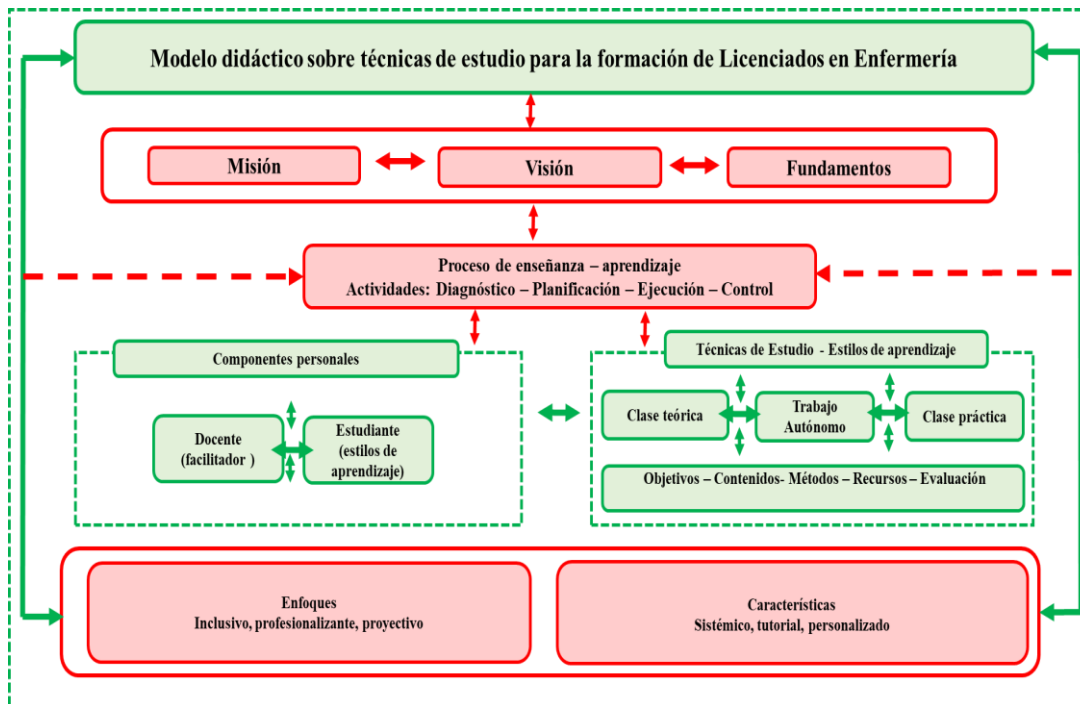 Modelo didáctico sobre técnicas de estudio para la formación de Licenciados en Enfermería
Misión
Visión
Fundamentos
Proceso de enseñanza – aprendizaje
Actividades: Diagnóstico – Planificación – Ejecución – Control
Componentes personales
Docente
(facilitador )
Estudiante
(estilos de
aprendizaje)
Técnicas de Estudio - Estilos de aprendizaje
Clase teórica
Trabajo
Autónomo
Clase práctica
Objetivos – Contenidos- Métodos – Recursos – Evaluación
Enfoques
Inclusivo, profesionalizante, proyectivo
Características
Sistémico, tutorial, personalizado